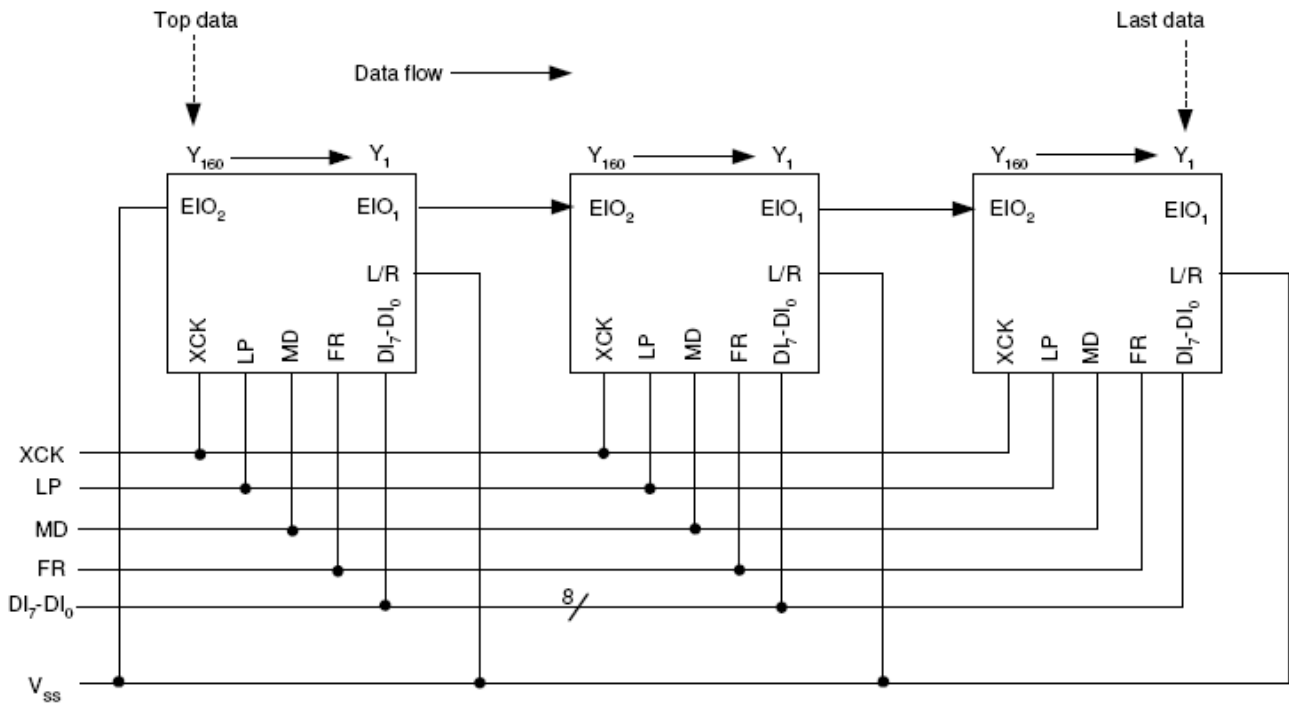 Top data
Last data
Data flow
Y₁₆₀ Y₁
Y₁₆₀ Y₁
Y₁₆₀ Y₁
EIO₂ EIO₁
EIO₂ EIO₁
EIO₂ EIO₁
L/R
L/R
L/R
XCK
LP
MD
FR
DI₇-DI₀
XCK
LP
MD
FR
DI₇-DI₀
XCK
LP
MD
FR
DI₇-DI₀
XCK
LP
MD
FR
DI₇-DI₀
8
Vss